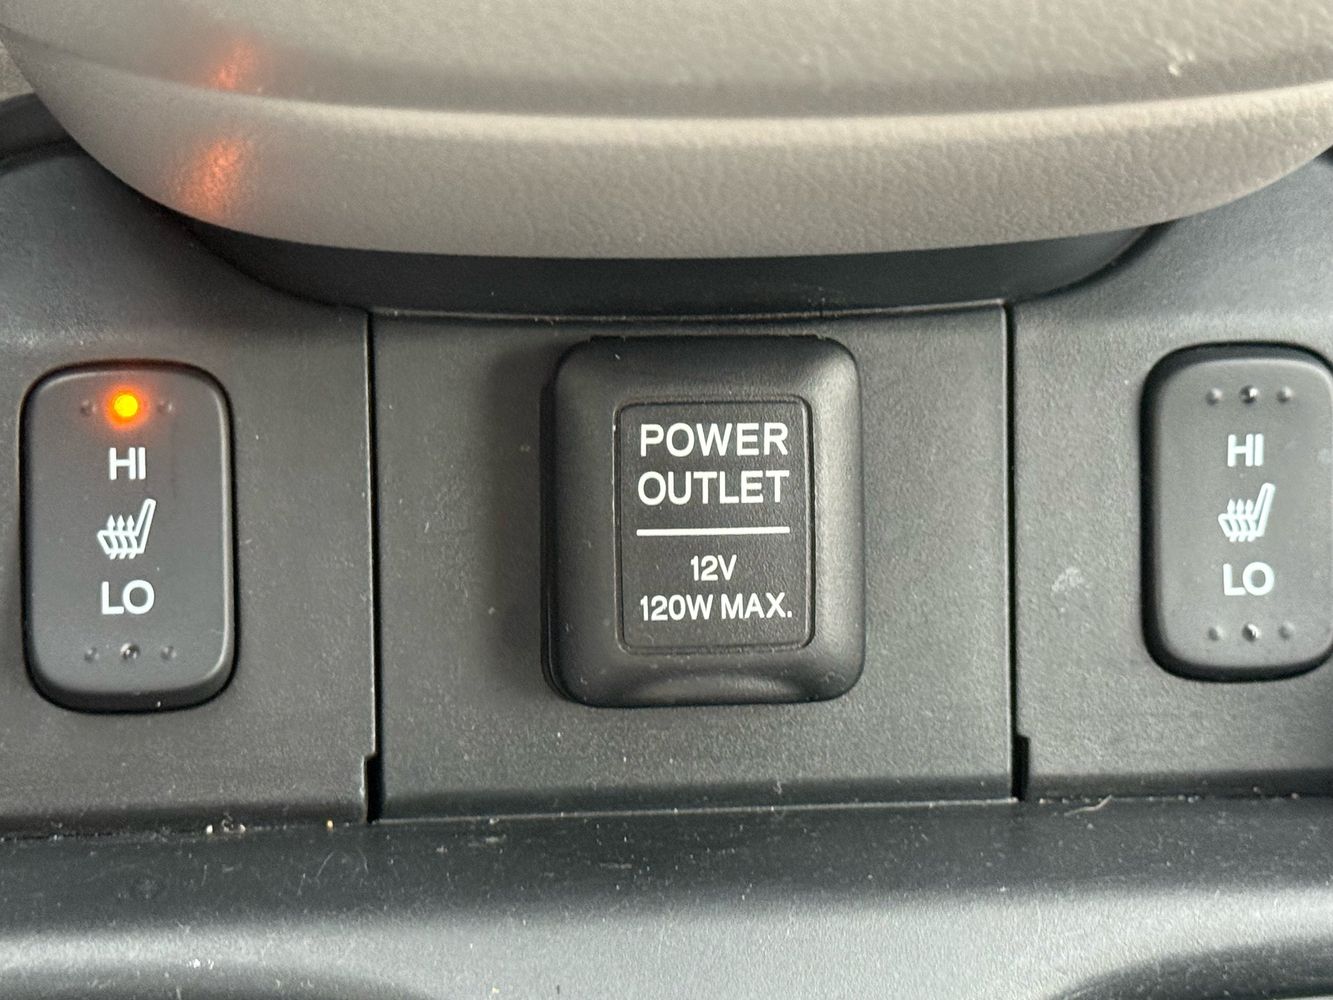 HI
LO
POWER
OUTLET
12V
120W MAX.
HI
LO